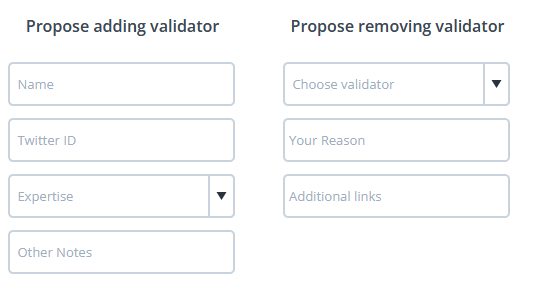 Propose adding validator
Name
Twitter ID
Expertise
Other Notes
Propose removing validator
Choose validator
Your Reason
Additional links